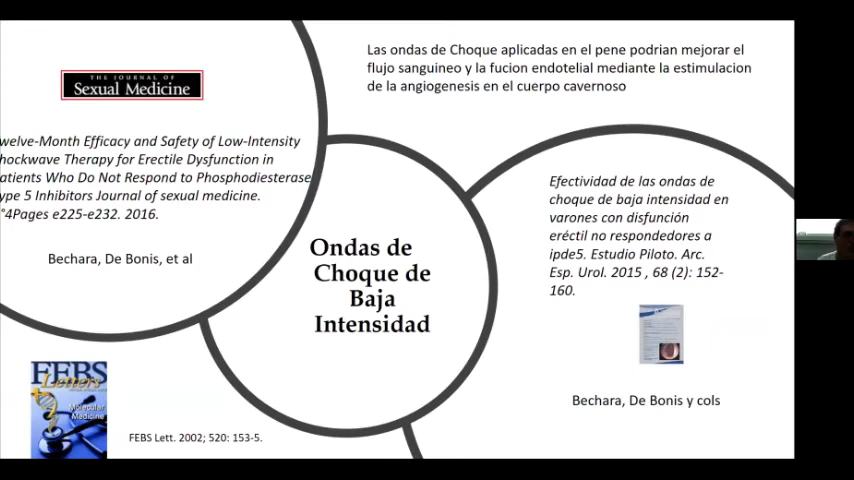 Las ondas de Choque aplicadas en el pene podrian mejorar el
flujo sanguineo y la fucion endotelial mediante la estimulacion
de la angiogenesis en el cuerpo cavernoso
THE JOURNAL OF
Sexual Medicine
welve-Month Efficacy and Safety of Low-Intensity
hockwave Therapy for Erectile Dysfunction in
atients Who Do Not Respond to Phosphodiesterase
ype 5 Inhibitors Journal of sexual medicine.
°4Pages e225-e232. 2016.
Bechara, De Bonis, et al
Ondas de
Choque de
Baja
Intensidad
Efectividad de las ondas de
choque de baja intensidad en
varones con disfunción
eréctil no respondedores a
ipde5. Estudio Piloto. Arc.
Esp. Urol. 2015 , 68 (2): 152-
160.
Bechara, De Bonis y cols
FEBS
Letters
Molecular
Medicine
FEBS Lett. 2002; 520: 153-5.